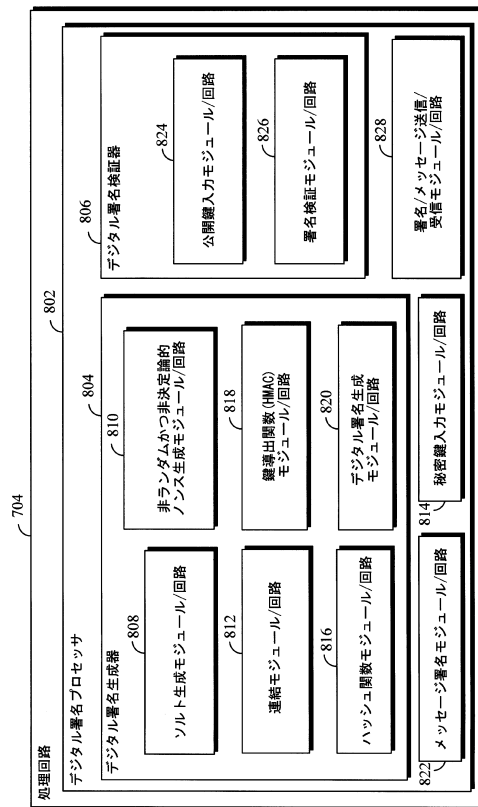 704
処理回路
802
デジタル署名プロセッサ
804
デジタル署名生成器
808
ソルト生成モジュール/回路
810
非ランダムかつ非決定論的
ノンス生成モジュール/回路
812
連結モジュール/回路
818
鍵導出関数(HMAC)
モジュール/回路
816
ハッシュ関数モジュール/回路
820
デジタル署名生成
モジュール/回路
806
デジタル署名検証器
824
公開鍵入力モジュール/回路
826
署名検証モジュール/回路
822
メッセージ署名モジュール/回路
814
秘密鍵入力モジュール/回路
828
署名/メッセージ送信/
受信モジュール/回路